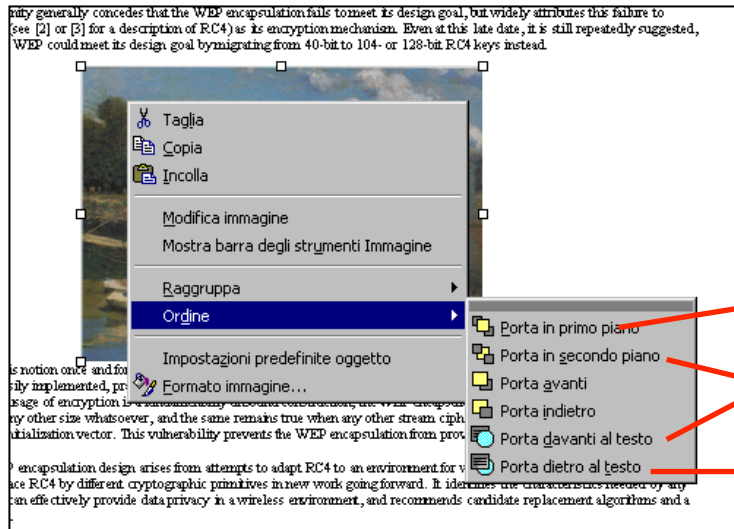 nity generally concedes that the WEP encapsulation fails to meet its design goal, but widely attributes this failure to
(see [2] or [3] for a description of RC4) as its encryption mechanism. Even at this late date, it is still repeatedly suggested,
WEP could meet its design goal by migrating from 40-bit to 104- or 128-bit RC4 keys instead.
Taglia
Copia
Incolla
Modifica immagine
Mostra barra degli strumenti Immagine
Raggruppa
Ordine
Impostazioni predefinite oggetto
Formato immagine...
Porta in primo piano
Porta in secondo piano
Porta avanti
Porta indietro
Porta davanti al testo
Porta dietro al testo
is notion once and for
sily implemented, pr
usage of encryption is a
ny other size whatsoever, and the same remains true when any other stream ciph
nitialization vector. This vulnerability prevents the WEP encapsulation from prov
P encapsulation design arises from attempts to adapt RC4 to an environment for w
ace RC4 by different cryptographic primitives in new work going forward. It identifies the characteristics needed by any
can effectively provide data privacy in a wireless environment, and recommends candidate replacement algorithms and a